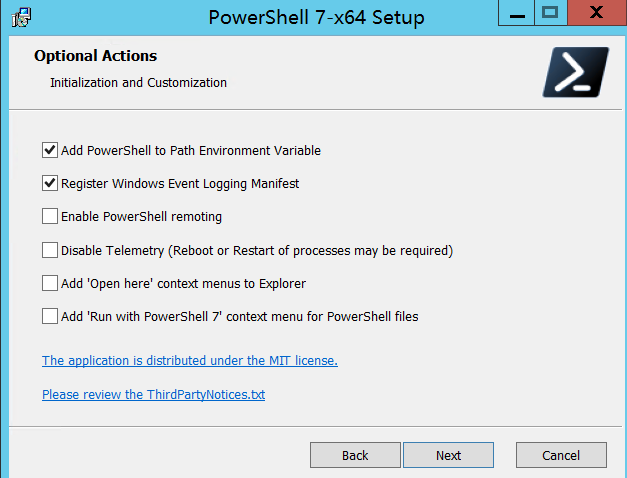 PowerShell 7-x64 Setup
Optional Actions
Initialization and Customization
Add PowerShell to Path Environment Variable
Register Windows Event Logging Manifest
Enable PowerShell remoting
Disable Telemetry (Reboot or Restart of processes may be required)
Add 'Open here' context menus to Explorer
Add 'Run with PowerShell 7' context menu for PowerShell files
The application is distributed under the MIT license.
Please review the ThirdPartyNotices.txt
Back Next Cancel